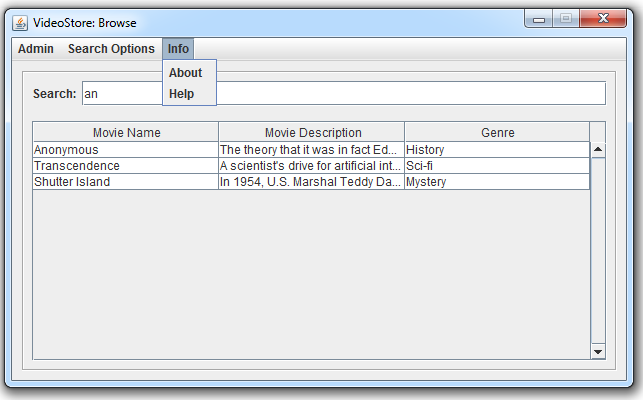 VideoStore: Browse
Admin Search Options Info
About
Help
Search: an
Movie Name Movie Description Genre
Anonymous The theory that it was in fact Ed... History
Transcendence A scientist's drive for artificial int... Sci-fi
Shutter Island In 1954, U.S. Marshal Teddy Da... Mystery